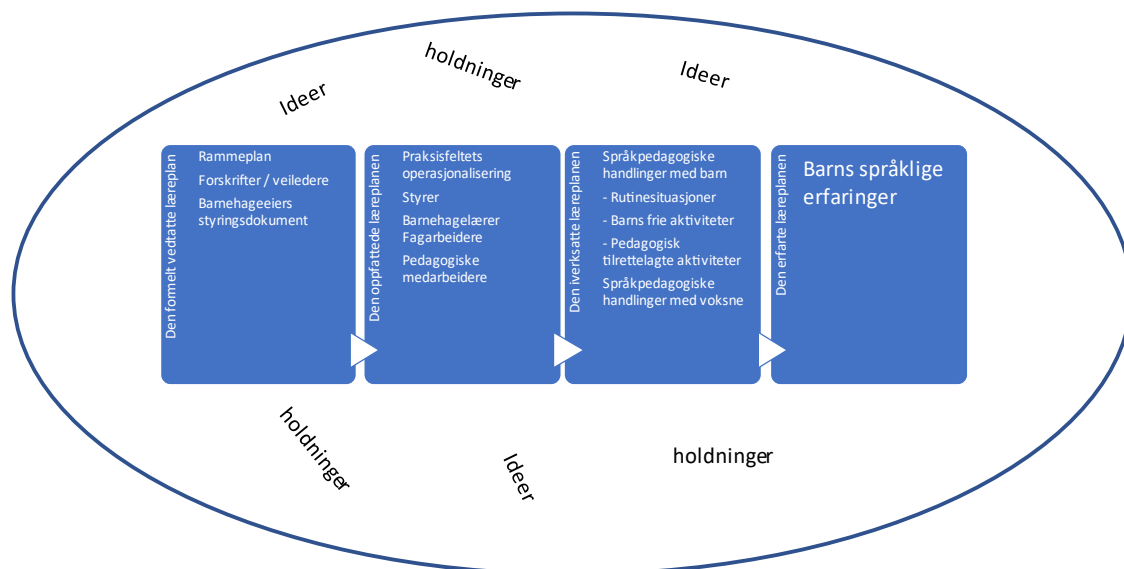 holdninger
Ideer
Ideer
Den formelt vedtatte læreplan
Rammeplan
Forskrifter / veiledere
Barnehageeiers
styringsdokument
Den oppfattede læreplanen
Praksisfeltets
operasjonalisering
Styrer
Barnehagelærer
Fagarbeidere
Pedagogiske
medarbeidere
Den iverksatte læreplanen
Språkpedagogiske
handlinger med barn
- Rutinesituasjoner
- Barns frie aktiviteter
- Pedagogisk
tilrettelagte aktiviteter
Språkpedagogiske
handlinger med voksne
Den erfarte læreplanen
Barns språklige
erfaringer
holdninger
Ideer
holdninger